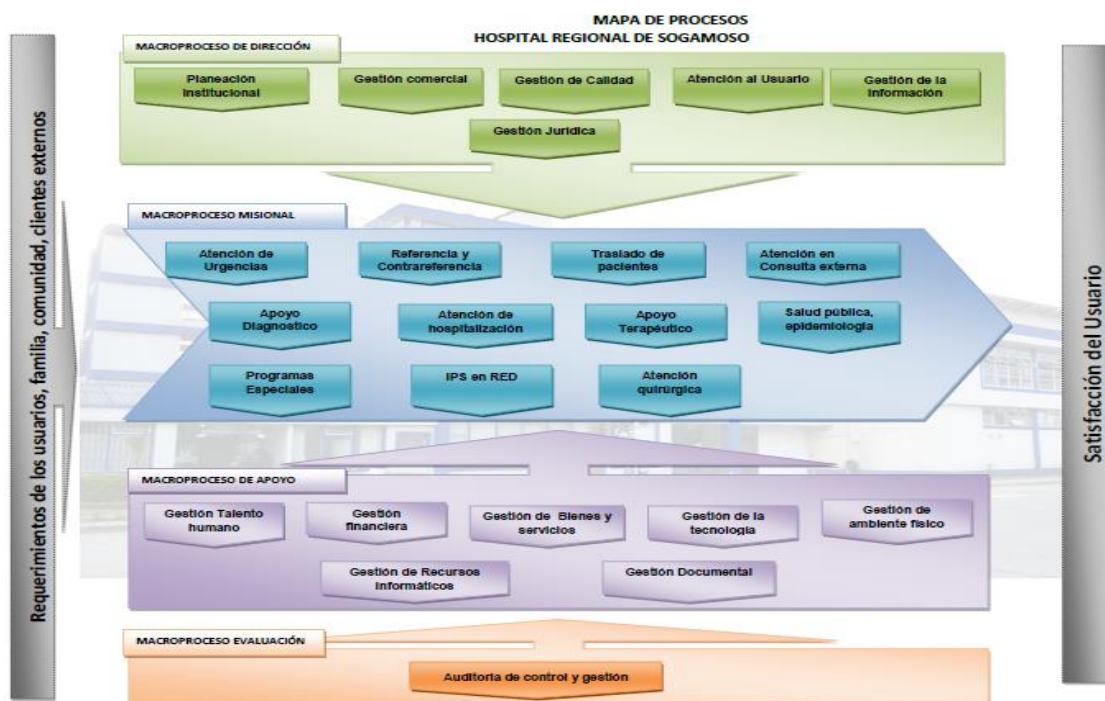 MAPA DE PROCESOS
HOSPITAL REGIONAL DE SOGAMOSO
Requerimientos de los usuarios, familia, comunidad, clientes externos
MACROPROCESO DE DIRECCIÓN
Planeación
Institucional
Gestión comercial
Gestión de Calidad
Atención al Usuario
Gestión de la
Información
Gestión Jurídica
MACROPROCESO MISIONAL
Atención de
Urgencias
Referencia y
Contrareferencia
Traslado de
pacientes
Atención en
Consulta externa
Apoyo
Diagnostico
Atención de
hospitalización
Apoyo
Terapéutico
Salud pública,
epidemiología
Programas
Especiales
IPS en RED
Atención
quirúrgica
MACROPROCESO DE APOYO
Gestión Talento
humano
Gestión
financiera
Gestión de Bienes y
servicios
Gestión de la
tecnología
Gestión de
ambiente físico
Gestión de Recursos
Informáticos
Gestión Documental
MACROPROCESO EVALUACIÓN
Auditoria de control y gestión
Satisfacción del Usuario